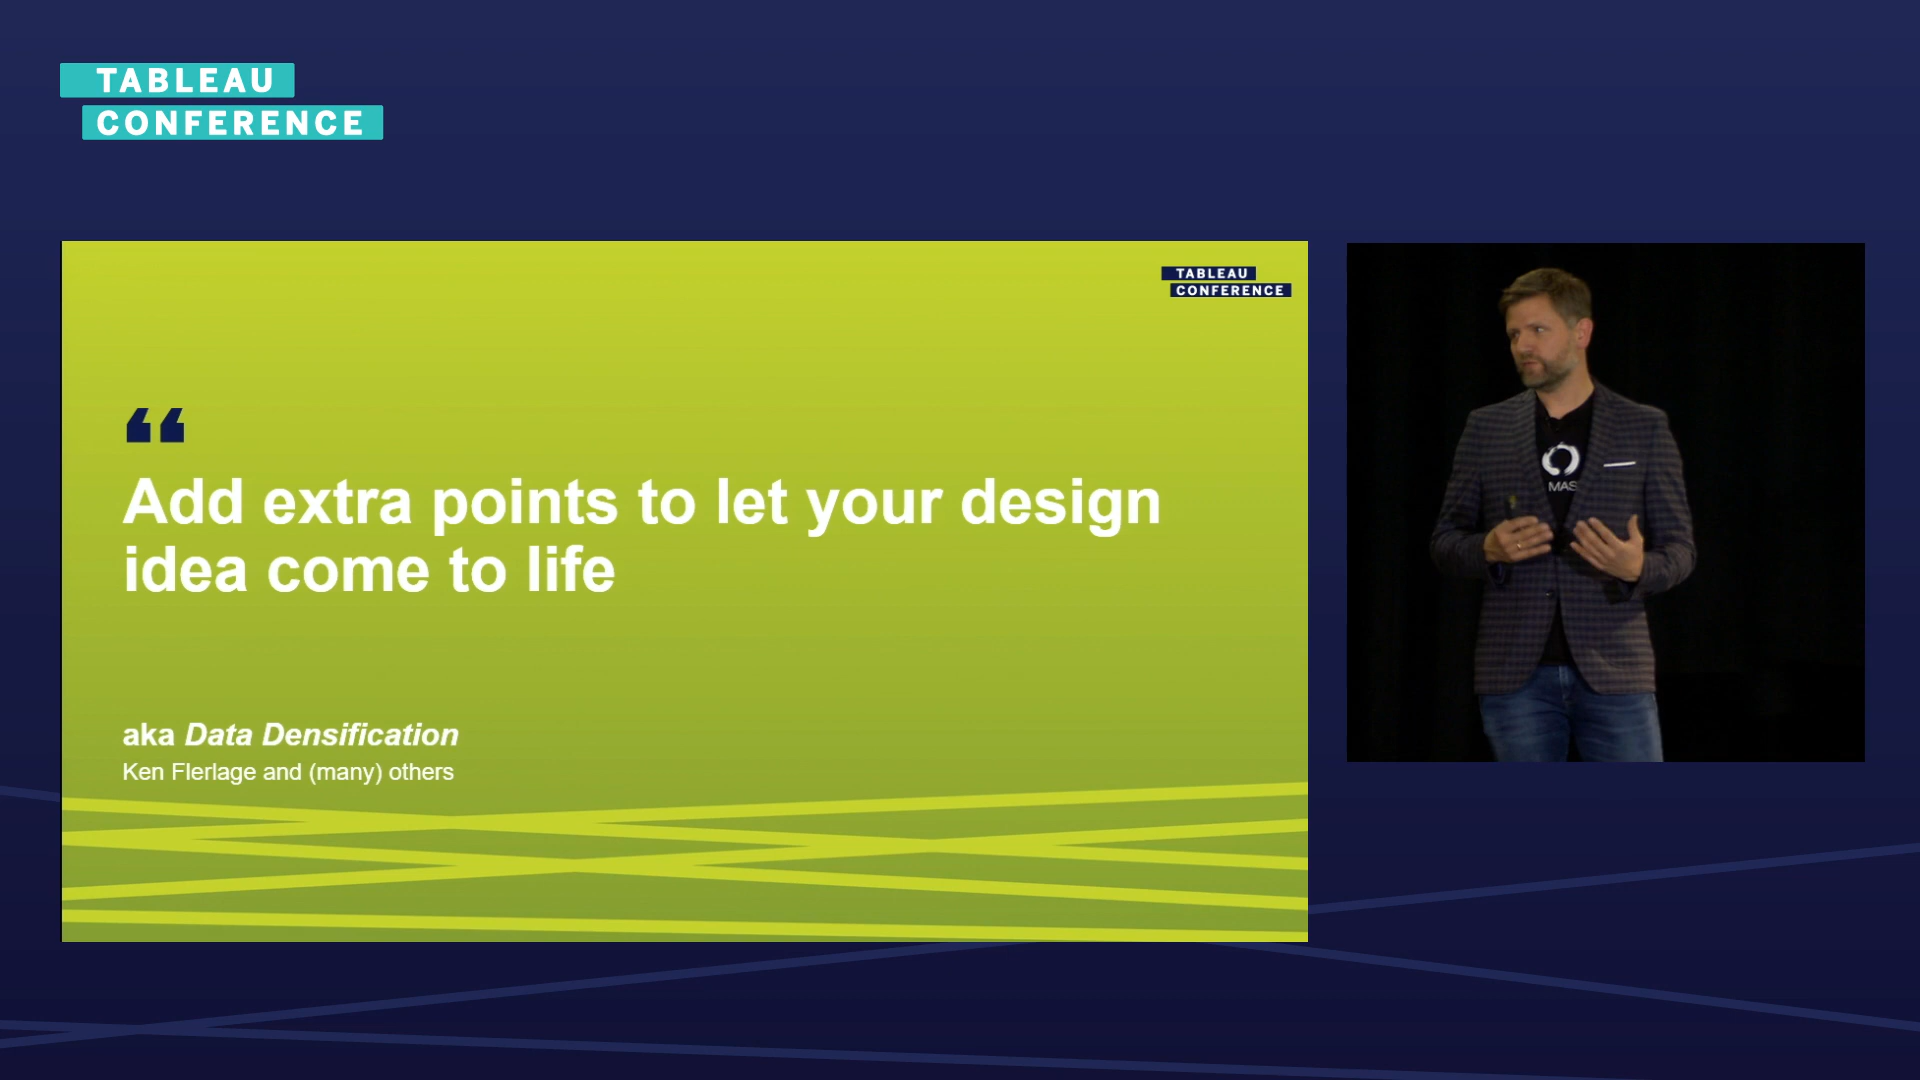 TABLEAU
CONFERENCE
TABLEAU
CONFERENCE
“
Add extra points to let your design
idea come to life
aka Data Densification
Ken Flerlage and (many) others
MAS